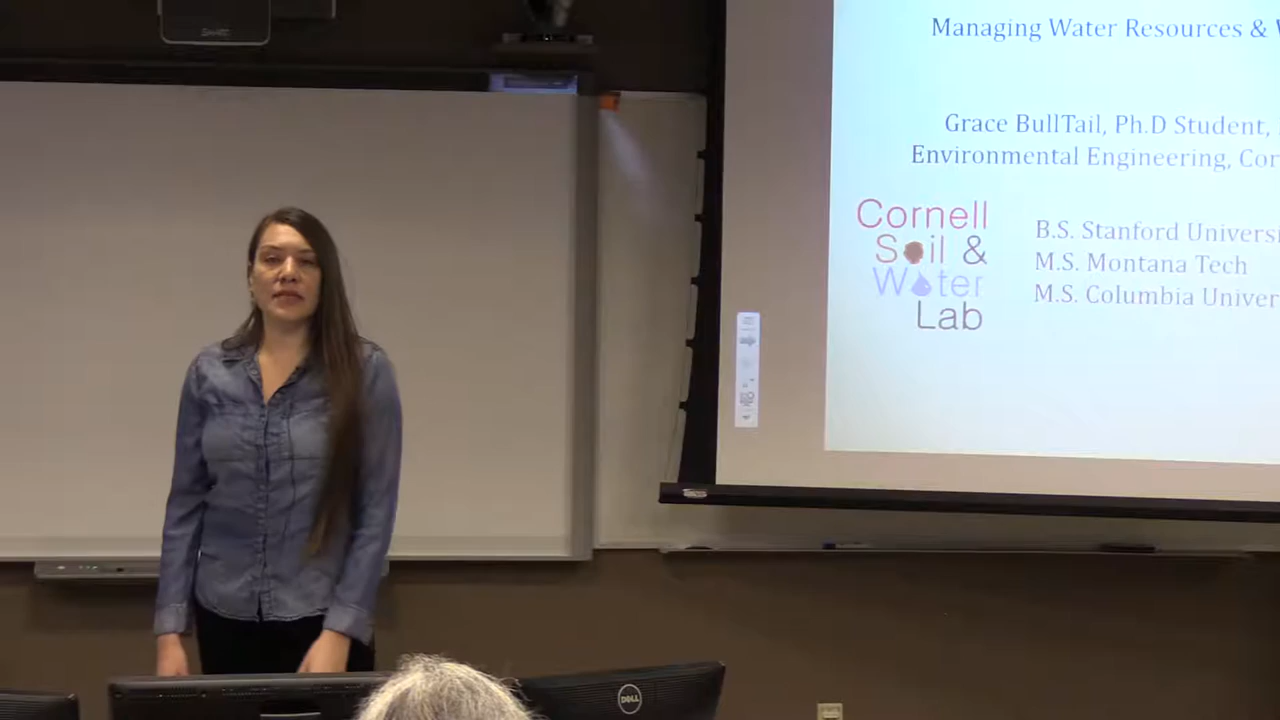 Managing Water Resources &
Grace BullTail, Ph.D Student,
Environmental Engineering, Cor
Cornell
Soil &
Water
Lab
B.S. Stanford Universi
M.S. Montana Tech
M.S. Columbia Univer
DELL